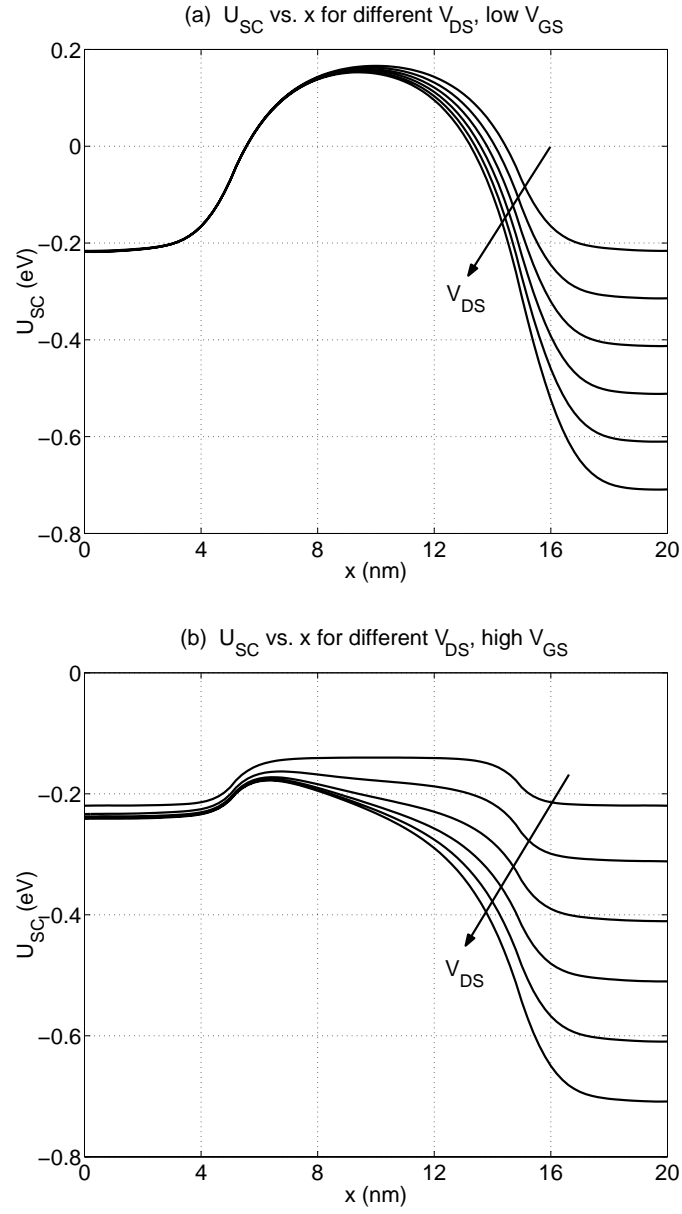 (a) U_SC vs. x for different V_DS, low V_GS
0.2
0
−0.2
−0.4
−0.6
−0.8
U_SC (eV)
V_DS
0 4 8 12 16 20
x (nm)
(b) U_SC vs. x for different V_DS, high V_GS
0
−0.2
−0.4
−0.6
−0.8
U_SC (eV)
V_DS
0 4 8 12 16 20
x (nm)